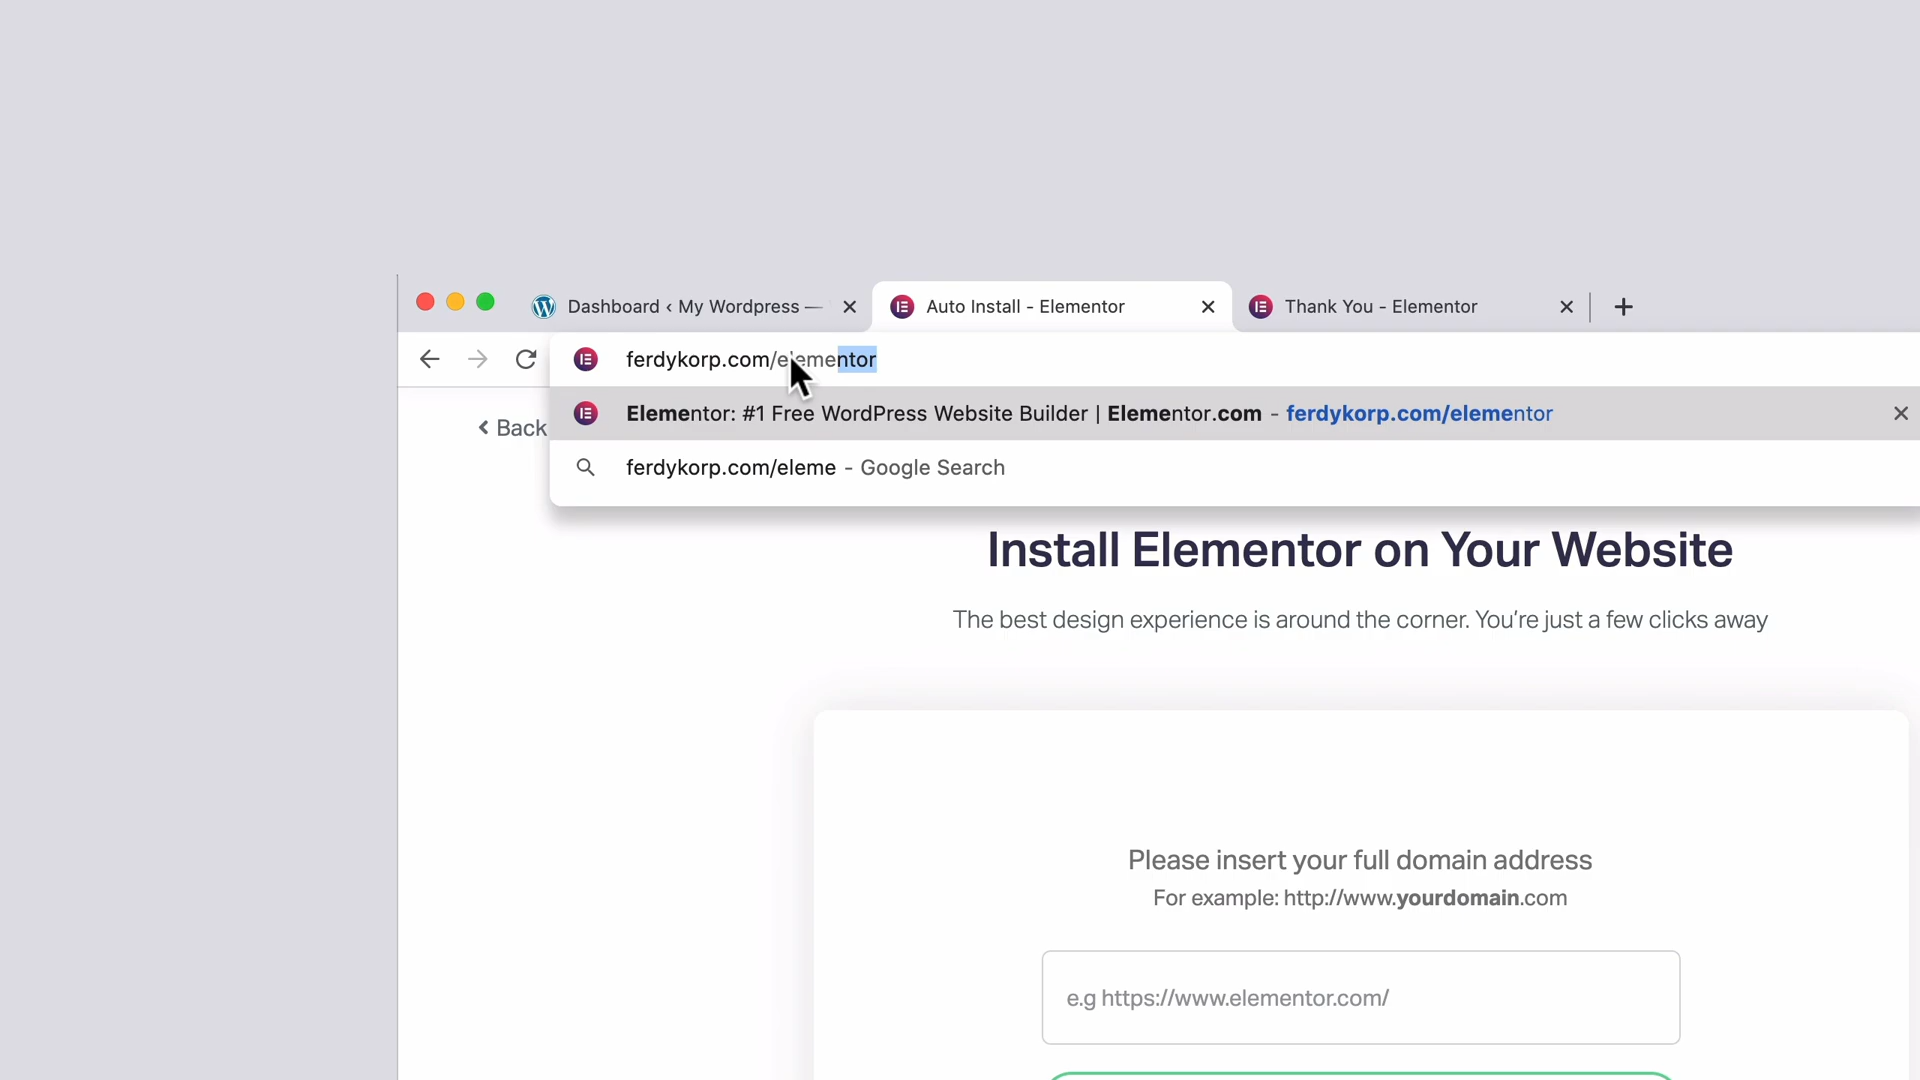 Dashboard ‹ My Wordpress —
Auto Install - Elementor
Thank You - Elementor
ferdykorp.com/elementor
Elementor: #1 Free WordPress Website Builder | Elementor.com - ferdykorp.com/elementor
Back
ferdykorp.com/eleme - Google Search
Install Elementor on Your Website
The best design experience is around the corner. You're just a few clicks away
Please insert your full domain address
For example: http://www.yourdomain.com
e.g https://www.elementor.com/